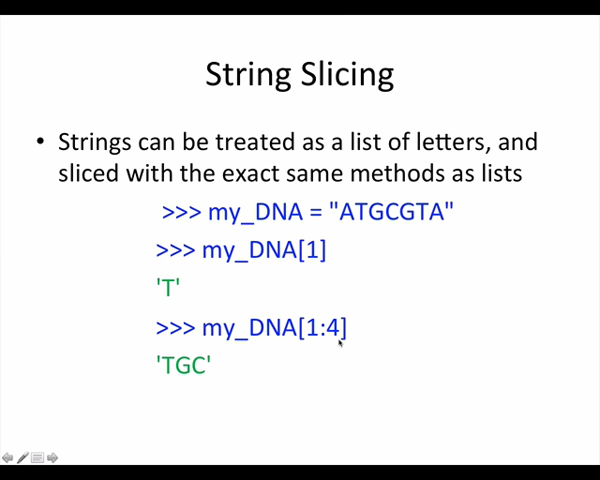 String Slicing
• Strings can be treated as a list of letters, and
sliced with the exact same methods as lists
>>> my_DNA = "ATGCGTA"
>>> my_DNA[1]
'T'
>>> my_DNA[1:4]
'TGC'